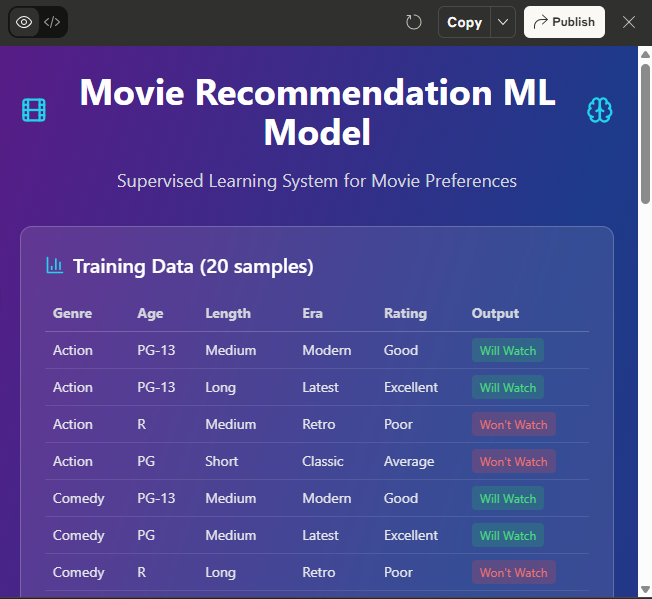 Copy
Publish
Movie Recommendation ML
Model
Supervised Learning System for Movie Preferences
Training Data (20 samples)
Genre Age Length Era Rating Output
Action PG-13 Medium Modern Good Will Watch
Action PG-13 Long Latest Excellent Will Watch
Action R Medium Retro Poor Won't Watch
Action PG Short Classic Average Won't Watch
Comedy PG-13 Medium Modern Good Will Watch
Comedy PG Medium Latest Excellent Will Watch
Comedy R Long Retro Poor Won't Watch